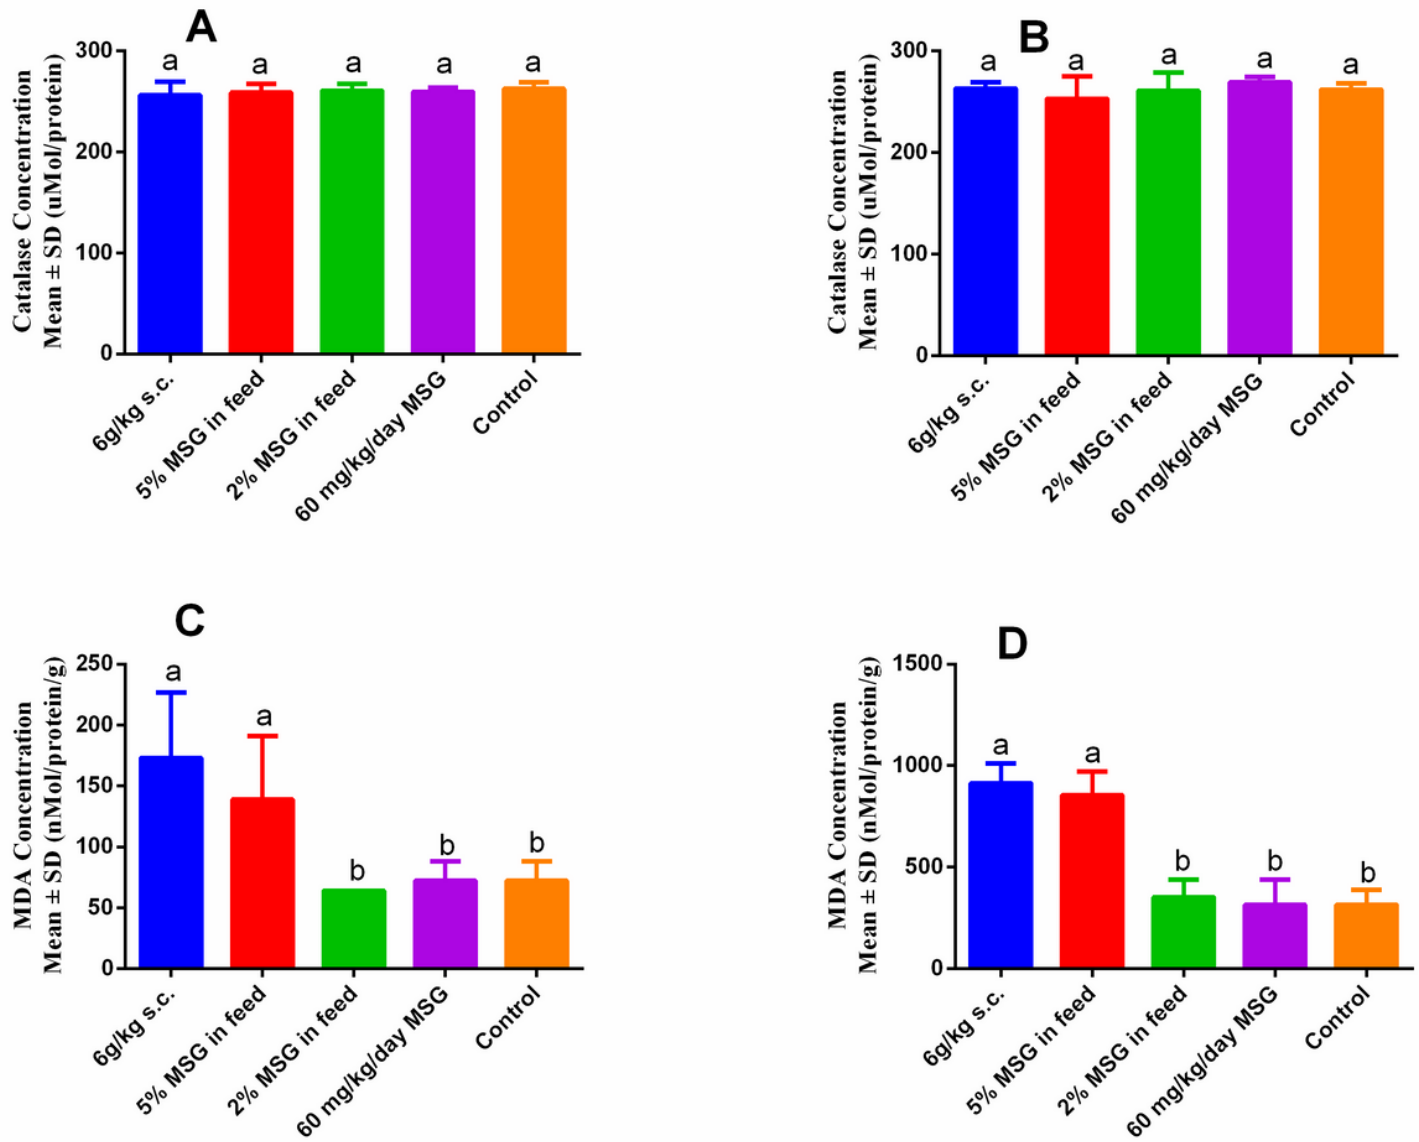 A
Catalase Concentration
Mean ± SD (uMol/protein)
300
200
100
0
a
a
a
a
a
6g/kg s.c.
5% MSG in feed
2% MSG in feed
60 mg/kg/day MSG
Control
B
Catalase Concentration
Mean ± SD (uMol/protein)
300
200
100
0
a
a
a
a
a
6g/kg s.c.
5% MSG in feed
2% MSG in feed
60 mg/kg/day MSG
Control
C
MDA Concentration
Mean ± SD (nMol/protein/g)
250
200
150
100
50
0
a
a
b
b
b
6g/kg s.c.
5% MSG in feed
2% MSG in feed
60 mg/kg/day MSG
Control
D
MDA Concentration
Mean ± SD (nMol/protein/g)
1500
1000
500
0
a
a
b
b
b
6g/kg s.c.
5% MSG in feed
2% MSG in feed
60 mg/kg/day MSG
Control